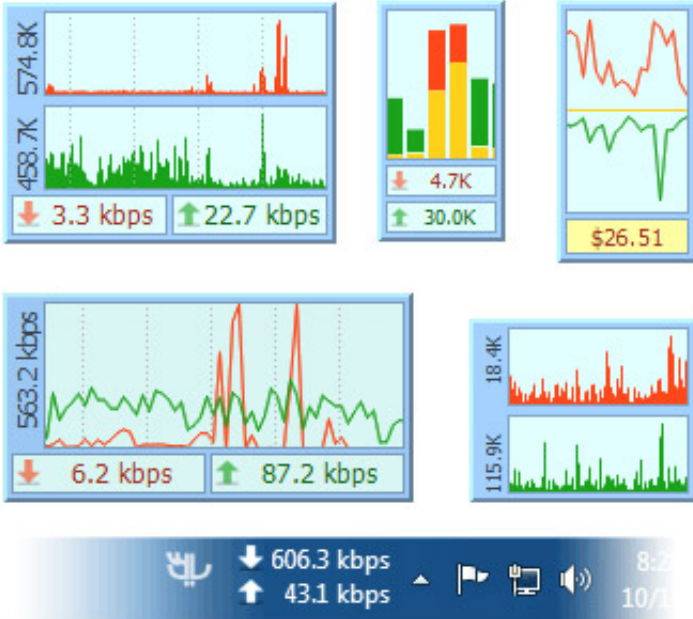 574.8K
458.7K
3.3 kbps 22.7 kbps
4.7K
30.0K
$26.51
563.2 kbps
6.2 kbps 87.2 kbps
18.4K
115.9K
606.3 kbps
43.1 kbps